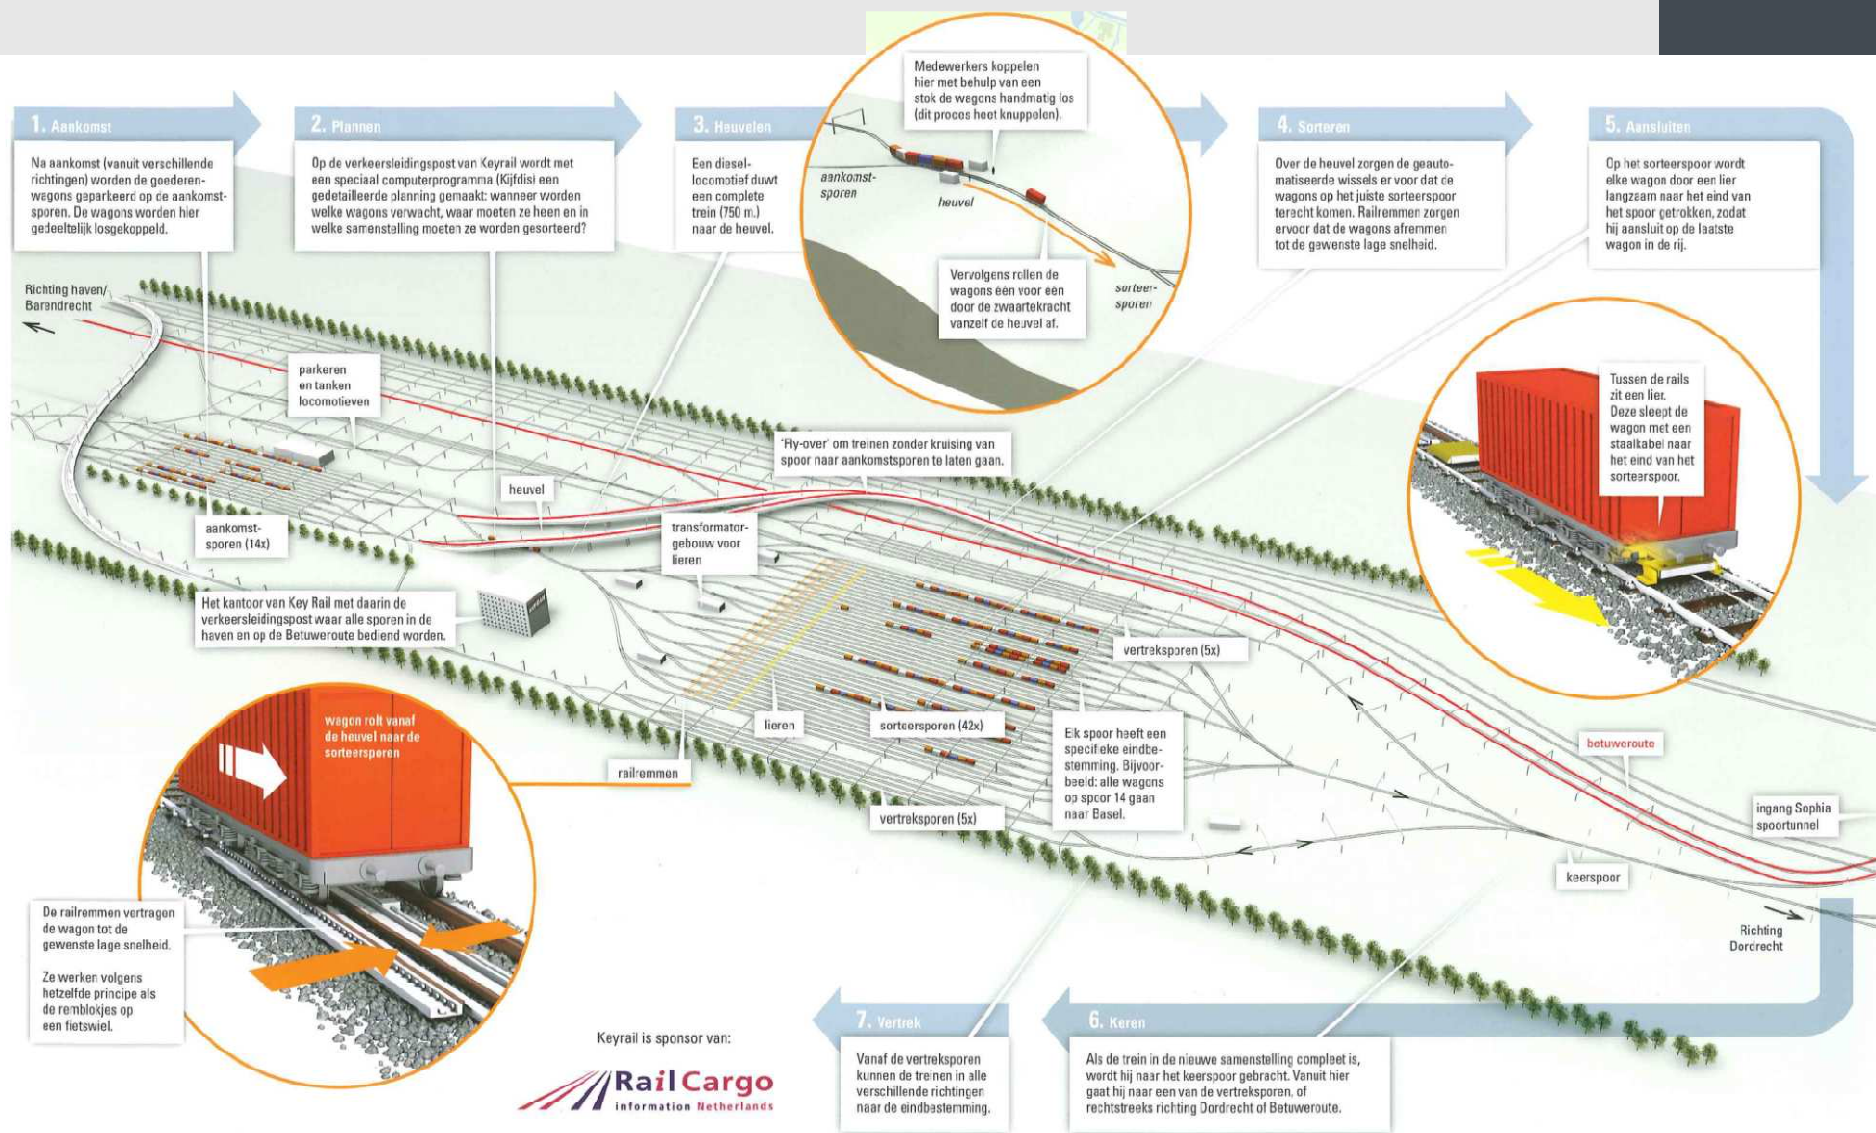 1. Aankomst
Na aankomst (vanuit verschillende
richtingen) worden de goederen-
wagons geparkeerd op de aankomst-
sporen. De wagons worden hier
gedeeltelijk losgekoppeld.
2. Plannen
Op de verkeersleidingspost van Keyrail wordt met
een speciaal computerprogramma (Kijfdis) een
gedetailleerde planning gemaakt: wanneer worden
welke wagons verwacht, waar moeten ze heen en in
welke samenstelling moeten ze worden gesorteerd?
3. Heuvelen
Een diesel-
locomotief duwt
een complete
trein (750 m.)
naar de heuvel.
Medewerkers koppelen
hier met behulp van een
stok de wagons handmatig los
(dit proces heet knuppelen).
aankomst-
sporen
heuvel
Vervolgens rollen de
wagons één voor één
door de zwaartekracht
vanzelf de heuvel af.
sorteer-
sporen
4. Sorteren
Over de heuvel zorgen de geauto-
matiseerde wissels er voor dat de
wagons op het juiste sorteerspoor
terecht komen. Railremmen zorgen
ervoor dat de wagons afremmen
tot de gewenste lage snelheid.
5. Aansluiten
Op het sorteerspoor wordt
elke wagon door een lier
langzaam naar het eind van
het spoor getrokken, zodat
hij aansluit op de laatste
wagon in de rij.
Richting haven/
Barendrecht
parkeren
en tanken
locomotieven
Tussen de rails
zit een lier.
Deze sleept de
wagon met een
staalkabel naar
het eind van het
sorteerspoor.
'Fly-over' om treinen zonder kruising van
spoor naar aankomstsporen te laten gaan.
heuvel
aankomst-
sporen (14x)
transformator-
gebouw voor
lieren
Het kantoor van Key Rail met daarin de
verkeersleidingspost waar alle sporen in de
haven en op de Betuweroute bediend worden.
vertreksporen (5x)
wagon rolt vanaf
de heuvel naar de
sorteersporen
lieren
sorteersporen (42x)
Elk spoor heeft een
specifieke eindbe-
stemming. Bijvoor-
beeld: alle wagons
op spoor 14 gaan
naar Basel.
betuweroute
railremmen
vertreksporen (5x)
ingang Sophia
spoortunnel
keerspoor
De railremmen vertragen
de wagon tot de
gewenste lage snelheid.
Ze werken volgens
hetzelfde principe als
de remblokjes op
een fietswiel.
Richting
Dordrecht
Keyrail is sponsor van:
RailCargo
information Netherlands
7. Vertrek
Vanaf de vertreksporen
kunnen de treinen in alle
verschillende richtingen
naar de eindbestemming.
6. Keren
Als de trein in de nieuwe samenstelling compleet is,
wordt hij naar het keerspoor gebracht. Vanuit hier
gaat hij naar een van de vertreksporen, of
rechtstreeks richting Dordrecht of Betuweroute.